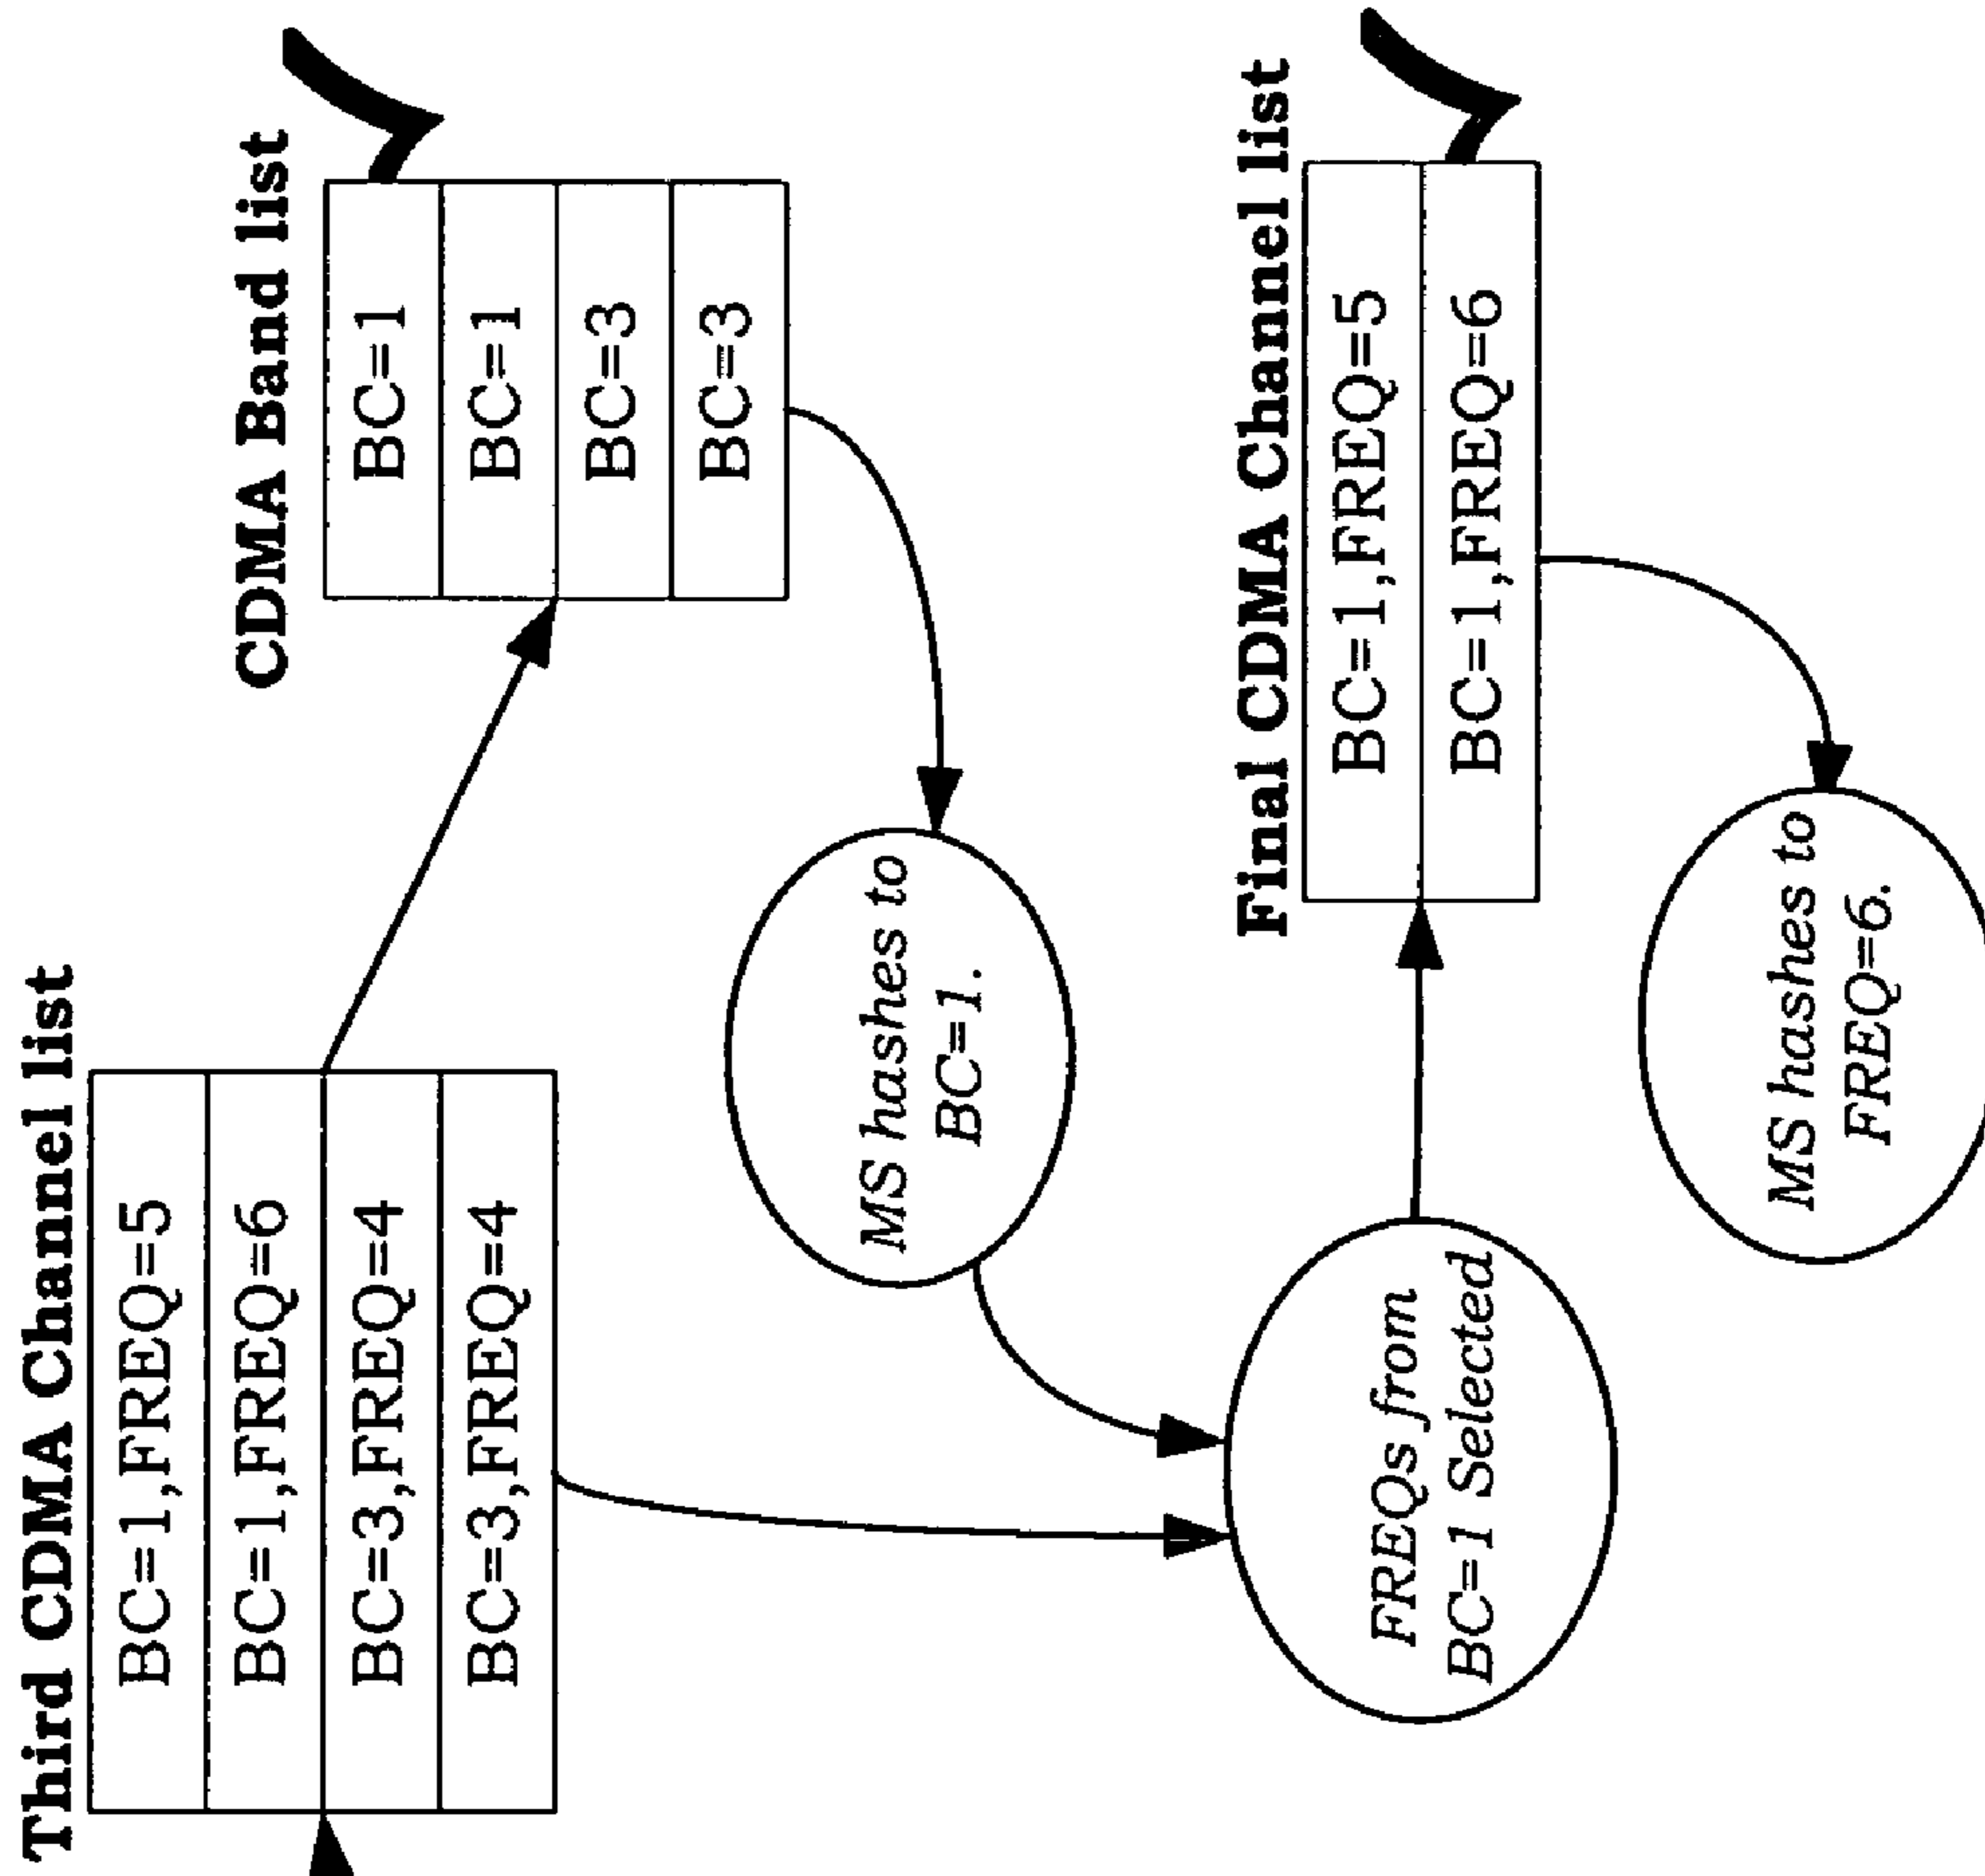 Third CDMA Channel list
BC=1,FREQ=5
BC=1,FREQ=6
BC=3,FREQ=4
BC=3,FREQ=4
CDMA Band list
BC=1
BC=1
BC=3
BC=3
MS hashes to
BC=1.
FREQs from
BC=1 Selected
Final CDMA Channel list
BC=1,FREQ=5
BC=1,FREQ=6
MS hashes to
FREQ=6.